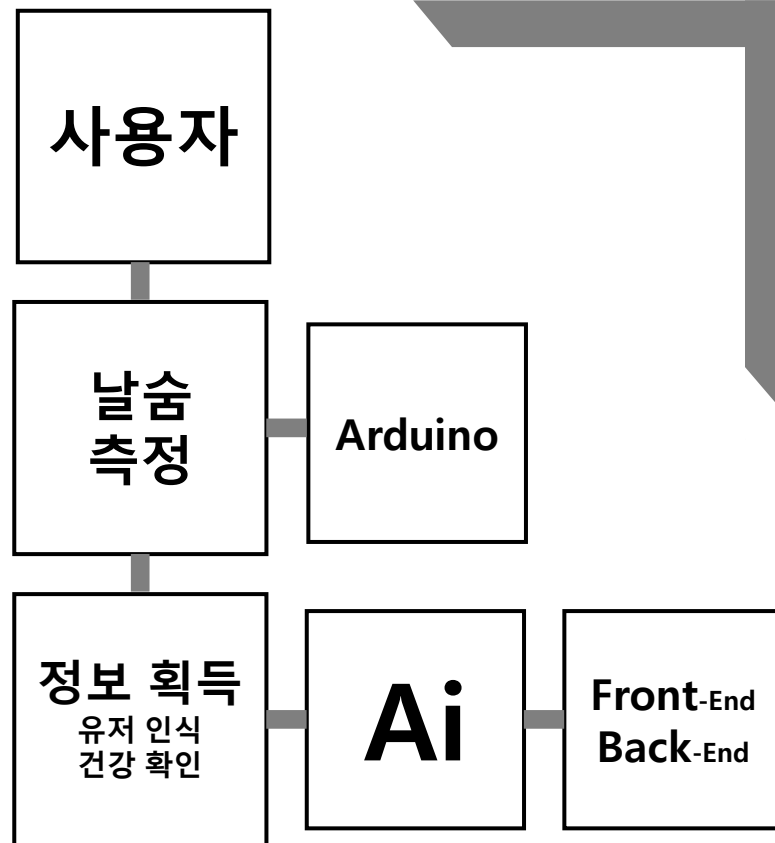 사용자
날숨
측정
Arduino
정보 획득
유저 인식
건강 확인
Ai
Front-End
Back-End